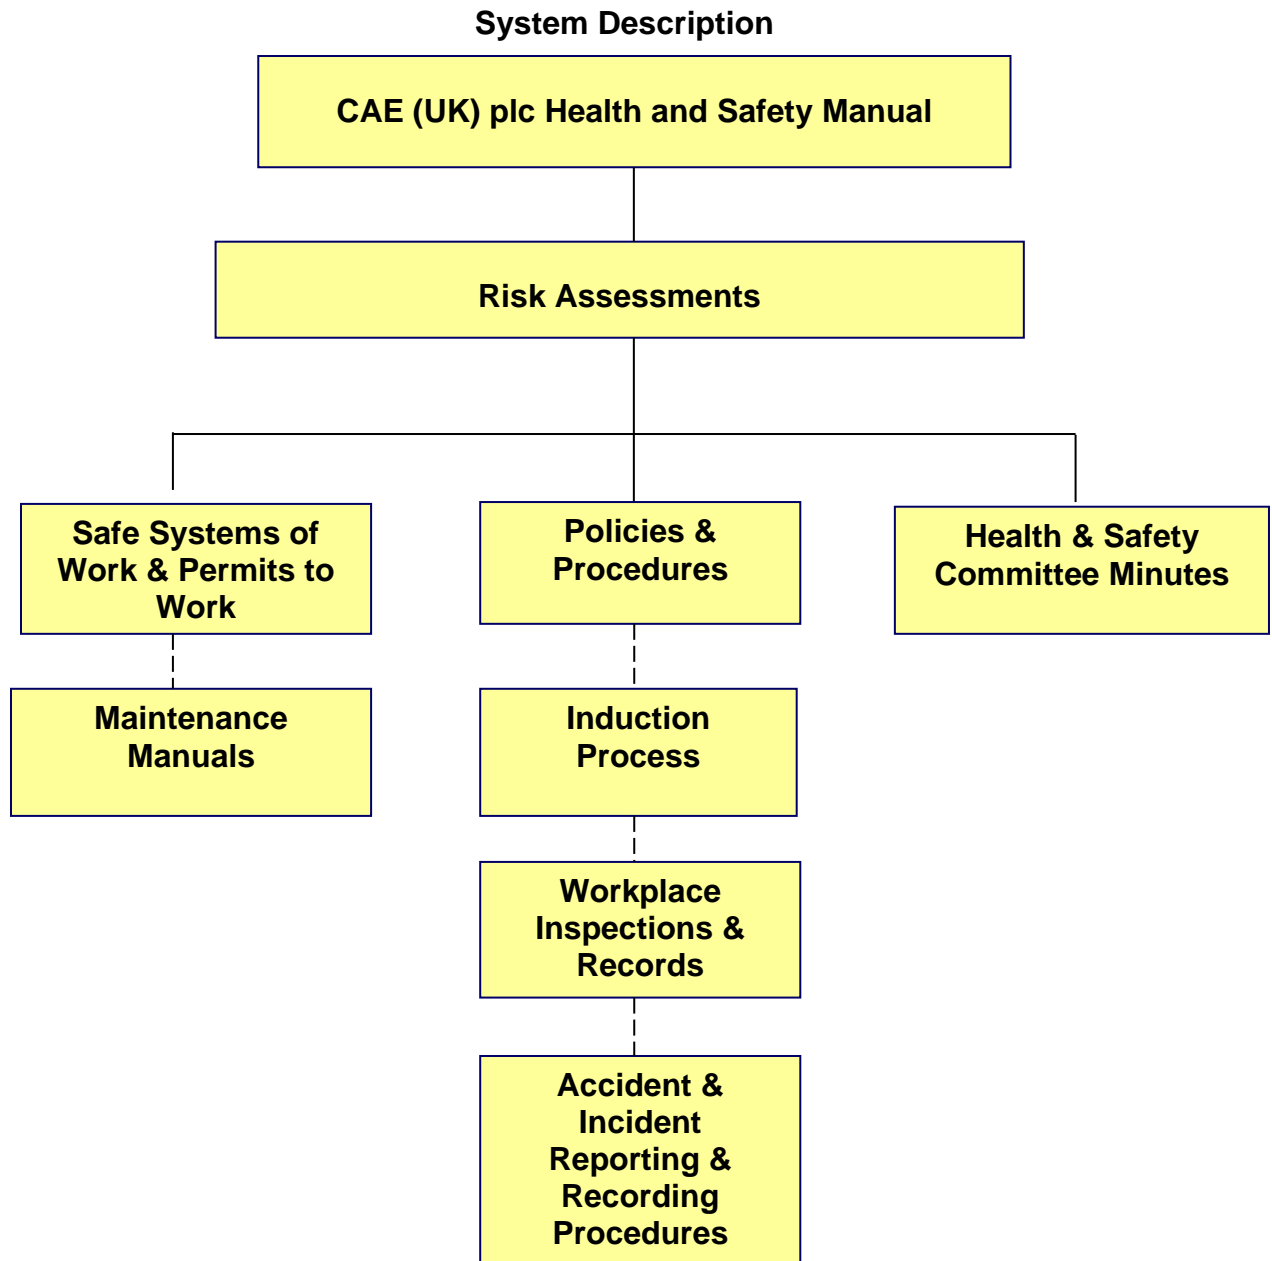 System Description
CAE (UK) plc Health and Safety Manual
Risk Assessments
Safe Systems of
Work & Permits to
Work
Policies &
Procedures
Health & Safety
Committee Minutes
Maintenance
Manuals
Induction
Process
Workplace
Inspections &
Records
Accident &
Incident
Reporting &
Recording
Procedures